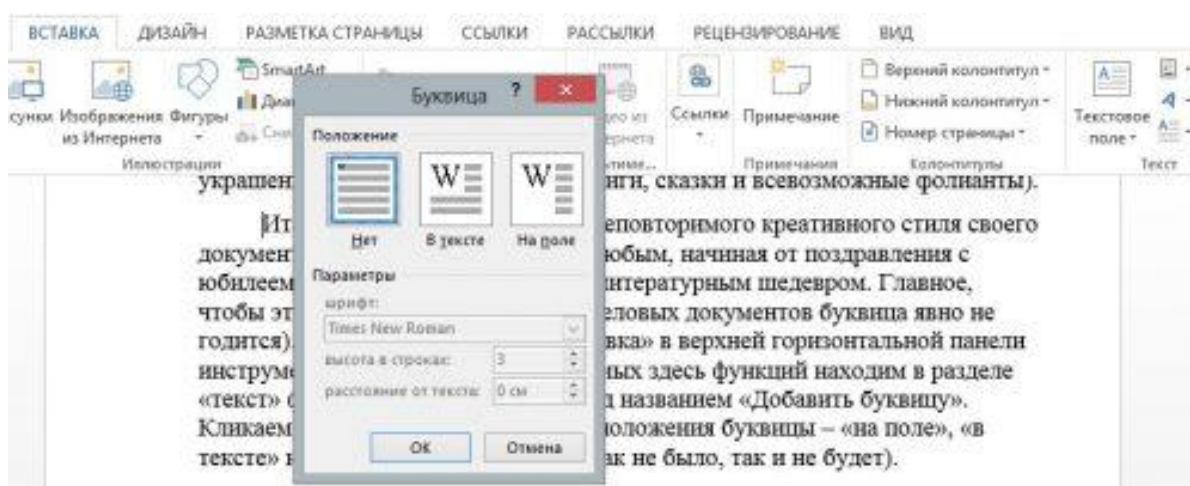 ВСТАВКА ДИЗАЙН РАЗМЕТКА СТРАНИЦЫ ССЫЛКИ РАССЫЛКИ РЕЦЕНЗИРОВАНИЕ ВИД
SmartArt
Верхний колонтитул
Изображения Фигуры
из Интернета
Ссылки Примечание
Нижний колонтитул
Текстовое
поле
Номер страницы
Иллюстрации Примечания Колонтитулы Текст
Буквица ?
Положение
W W
Нет В тексте На поле
Параметры
шрифт:
Times New Roman
высота в строках: 3
расстояние от текста: 0 см
ОК Отмена
сказки и всевозможные фолианты).
еповторимого креативного стиля своего
документ юбым, начиная от поздравления с
юбилеем итературным шедевром. Главное,
чтобы эт еловых документов буквица явно не
годится) вка» в верхней горизонтальной панели
инструме ных здесь функций находим в разделе
«текст» д названием «Добавить буквицу».
Кликаем положения буквицы – «на поле», «в
тексте» ак не было, так и не будет).